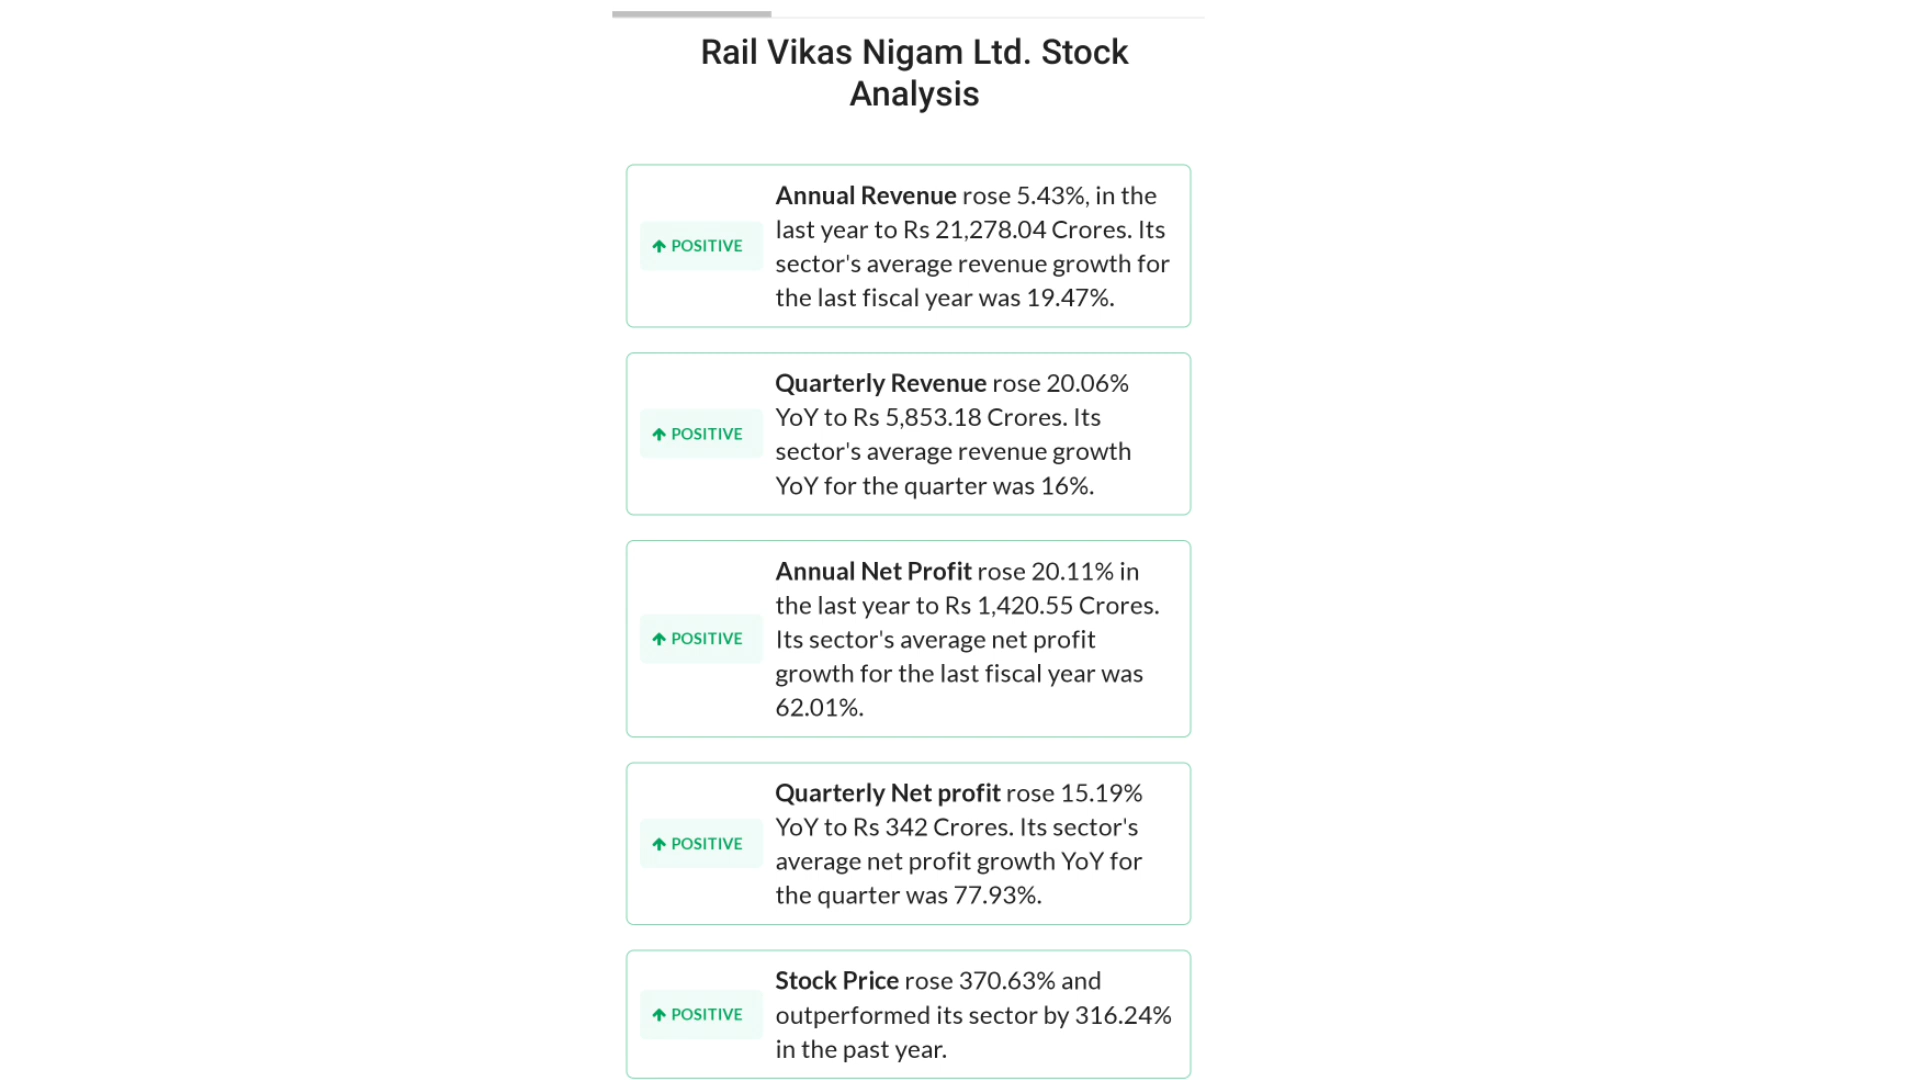 Rail Vikas Nigam Ltd. Stock
Analysis
POSITIVE
Annual Revenue rose 5.43%, in the
last year to Rs 21,278.04 Crores. Its
sector's average revenue growth for
the last fiscal year was 19.47%.
POSITIVE
Quarterly Revenue rose 20.06%
YoY to Rs 5,853.18 Crores. Its
sector's average revenue growth
YoY for the quarter was 16%.
POSITIVE
Annual Net Profit rose 20.11% in
the last year to Rs 1,420.55 Crores.
Its sector's average net profit
growth for the last fiscal year was
62.01%.
POSITIVE
Quarterly Net profit rose 15.19%
YoY to Rs 342 Crores. Its sector's
average net profit growth YoY for
the quarter was 77.93%.
POSITIVE
Stock Price rose 370.63% and
outperformed its sector by 316.24%
in the past year.